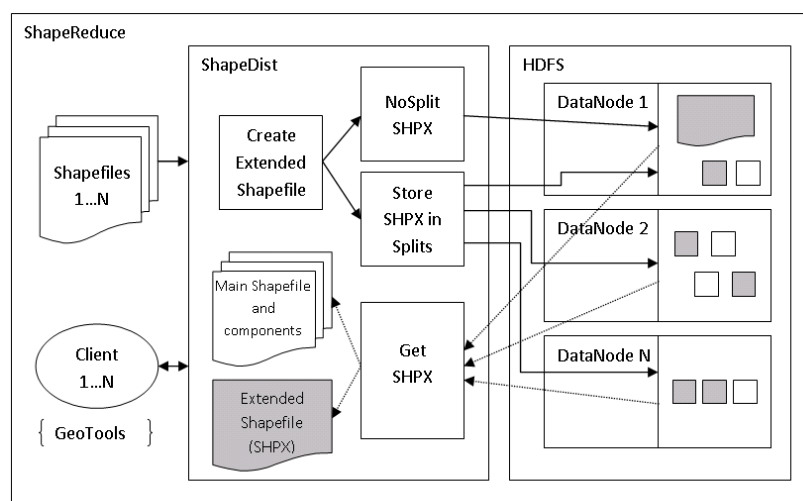 ShapeReduce
ShapeDist
HDFS
Shapefiles
1...N
Create
Extended
Shapefile
NoSplit
SHPX
Store
SHPX in
Splits
DataNode 1
DataNode 2
DataNode N
Main Shapefile
and
components
Get
SHPX
Client
1...N
{ GeoTools }
Extended
Shapefile
(SHPX)